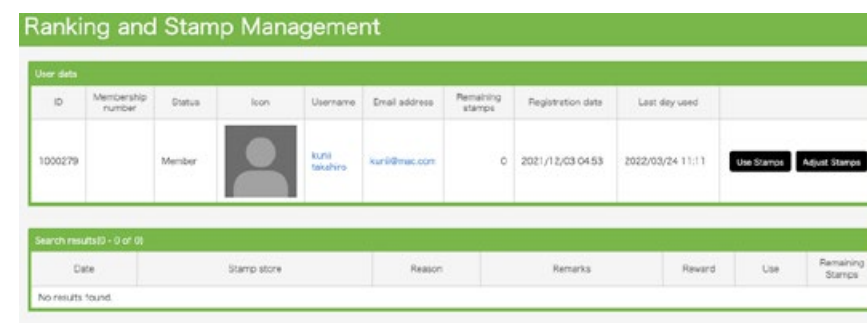 Ranking and Stamp Management
User data
ID Membership number Status Icon Username Email address Remaining stamps Registration date Last day used
1000279 Member kunii takahiro kunii@mac.com 0 2021/12/03 04:53 2022/03/24 11:11 Use Stamps Adjust Stamps
Search results(0 - 0 of 0)
Date Stamp store Reason Remarks Reward Use Remaining Stamps
No results found.